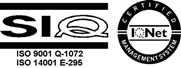 SIQ
ISO 9001 Q-1072
ISO 14001 E-295
CERTIFIED
IQNet
MANAGEMENT SYSTEM